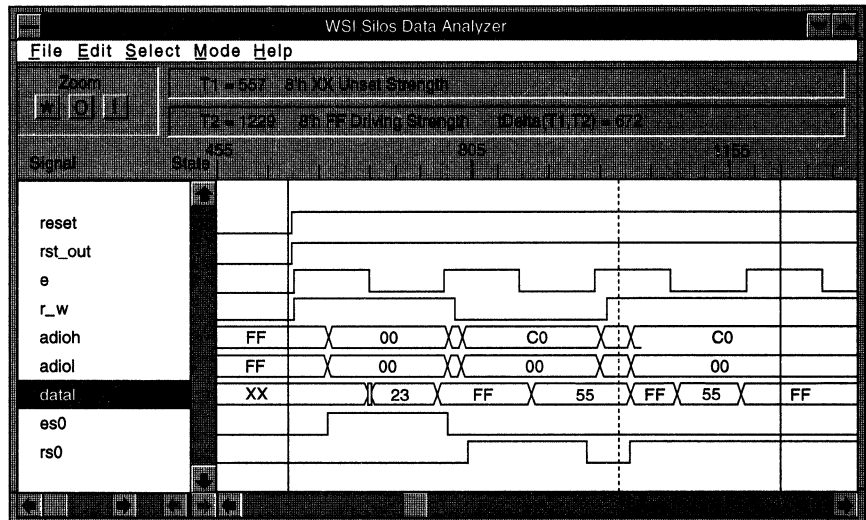 WSI Silos Data Analyzer
File Edit Select Mode Help
Zoom
* O !
T1 = 557 8'h XX Unset Strength
T2 = 1229 8'h FF Driving Strength tDelta(T1,T2) = 672
Signal State 455 805 1155
reset
rst_out
e
r_w
adioh FF 00 C0 C0
adiol FF 00 00 00
datal XX 23 FF 55 FF 55 FF
es0
rs0